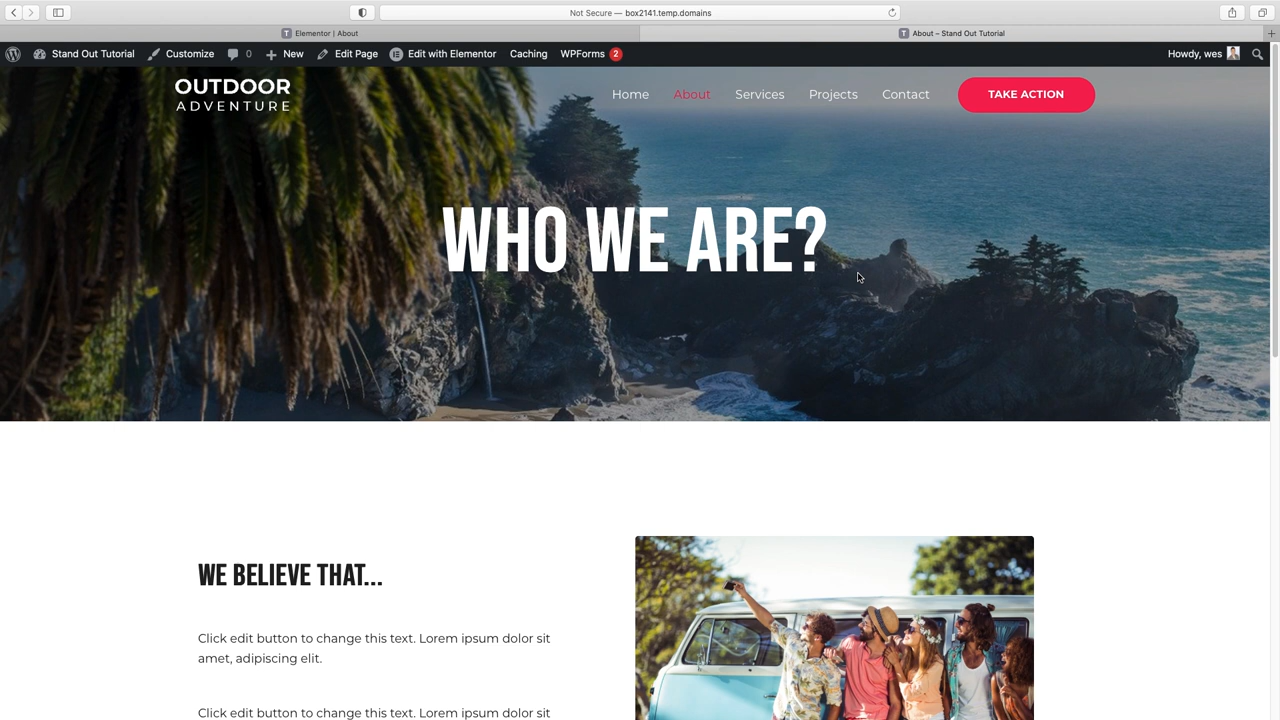 Not Secure — box2141.temp.domains
T Elementor | About
T About – Stand Out Tutorial
Stand Out Tutorial Customize 0 New Edit Page Edit with Elementor Caching WPForms 2 Howdy, wes
OUTDOOR
ADVENTURE
Home About Services Projects Contact TAKE ACTION
WHO WE ARE?
WE BELIEVE THAT...
Click edit button to change this text. Lorem ipsum dolor sit
amet, adipiscing elit.
Click edit button to change this text. Lorem ipsum dolor sit